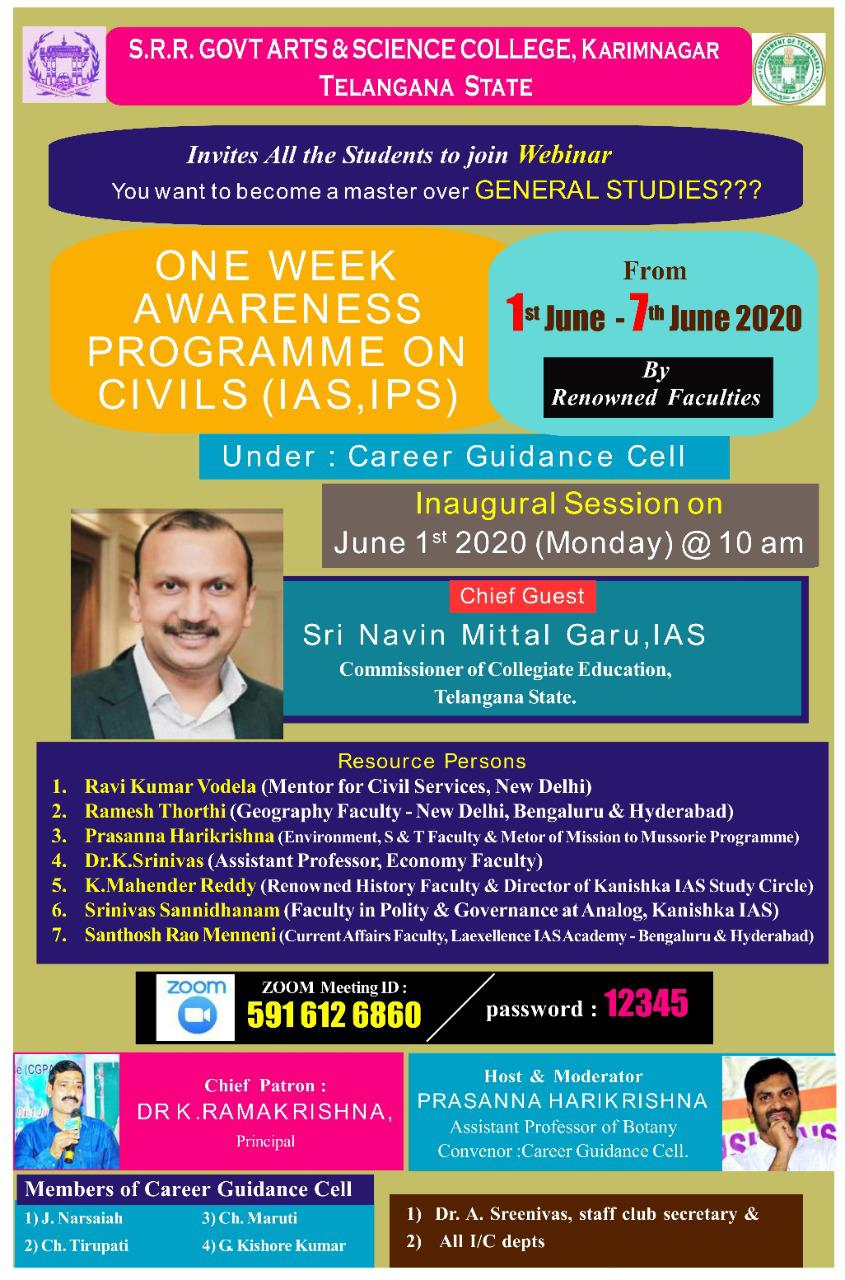 S.R.R. GOVT ARTS & SCIENCE COLLEGE, KARIMNAGAR
TELANGANA STATE
GOVERNMENT OF TELANGANA
Invites All the Students to join Webinar
You want to become a master over GENERAL STUDIES???
ONE WEEK
AWARENESS
PROGRAMME ON
CIVILS (IAS,IPS)
From
1st June - 7th June 2020
By
Renowned Faculties
Under : Career Guidance Cell
Inaugural Session on
June 1st 2020 (Monday) @ 10 am
Chief Guest
Sri Navin Mittal Garu,IAS
Commissioner of Collegiate Education,
Telangana State.
Resource Persons
1. Ravi Kumar Vodela (Mentor for Civil Services, New Delhi)
2. Ramesh Thorthi (Geography Faculty - New Delhi, Bengaluru & Hyderabad)
3. Prasanna Harikrishna (Environment, S & T Faculty & Metor of Mission to Mussorie Programme)
4. Dr.K.Srinivas (Assistant Professor, Economy Faculty)
5. K.Mahender Reddy (Renowned History Faculty & Director of Kanishka IAS Study Circle)
6. Srinivas Sannidhanam (Faculty in Polity & Governance at Analog, Kanishka IAS)
7. Santhosh Rao Menneni (Current Affairs Faculty, Laexellence IAS Academy - Bengaluru & Hyderabad)
zoom
ZOOM Meeting ID :
591 612 6860
password : 12345
e (CGPA
Chief Patron :
DR K.RAMAKRISHNA,
Principal
Host & Moderator
PRASANNA HARIKRISHNA
Assistant Professor of Botany
Convenor :Career Guidance Cell.
Members of Career Guidance Cell
1) J. Narsaiah
3) Ch. Maruti
2) Ch. Tirupati
4) G. Kishore Kumar
1) Dr. A. Sreenivas, staff club secretary &
2) All I/C depts